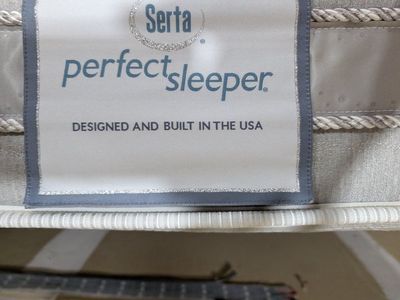 Serta®
perfect sleeper®
DESIGNED AND BUILT IN THE USA